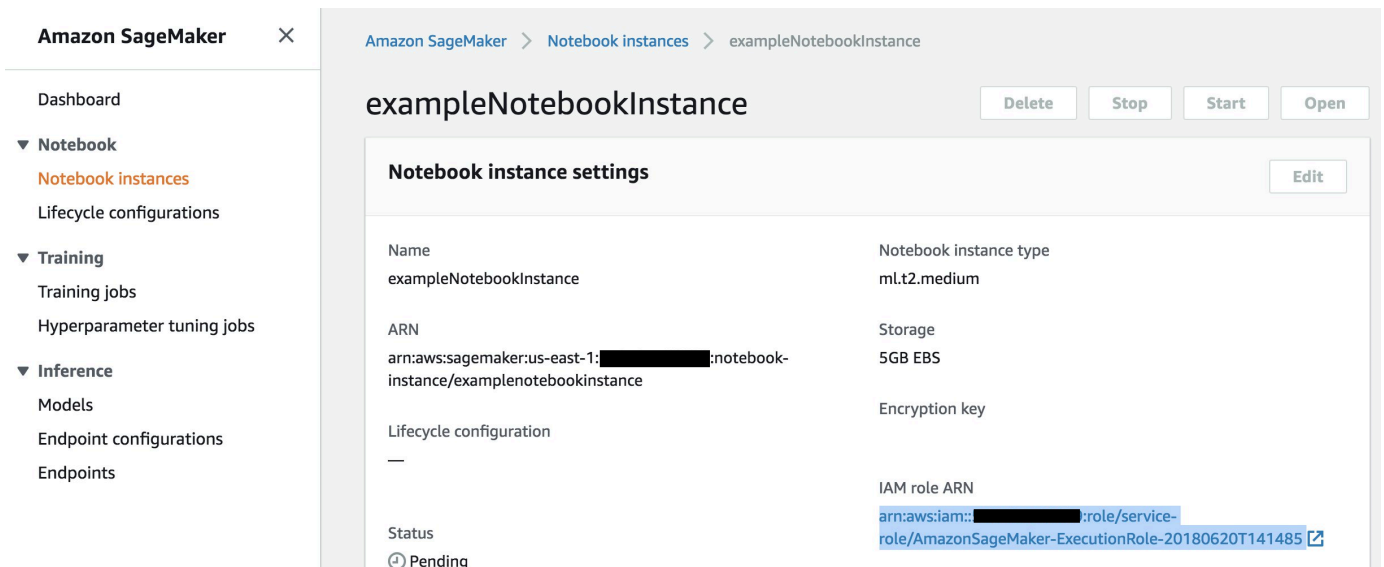 Amazon SageMaker
Dashboard
Notebook
Notebook instances
Lifecycle configurations
Training
Training jobs
Hyperparameter tuning jobs
Inference
Models
Endpoint configurations
Endpoints
Amazon SageMaker > Notebook instances > exampleNotebookInstance
exampleNotebookInstance
Delete Stop Start Open
Notebook instance settings
Edit
Name
exampleNotebookInstance
ARN
arn:aws:sagemaker:us-east-1: :notebook-
instance/examplenotebookinstance
Lifecycle configuration
—
Status
Pending
Notebook instance type
ml.t2.medium
Storage
5GB EBS
Encryption key
IAM role ARN
arn:aws:iam:: :role/service-
role/AmazonSageMaker-ExecutionRole-20180620T141485